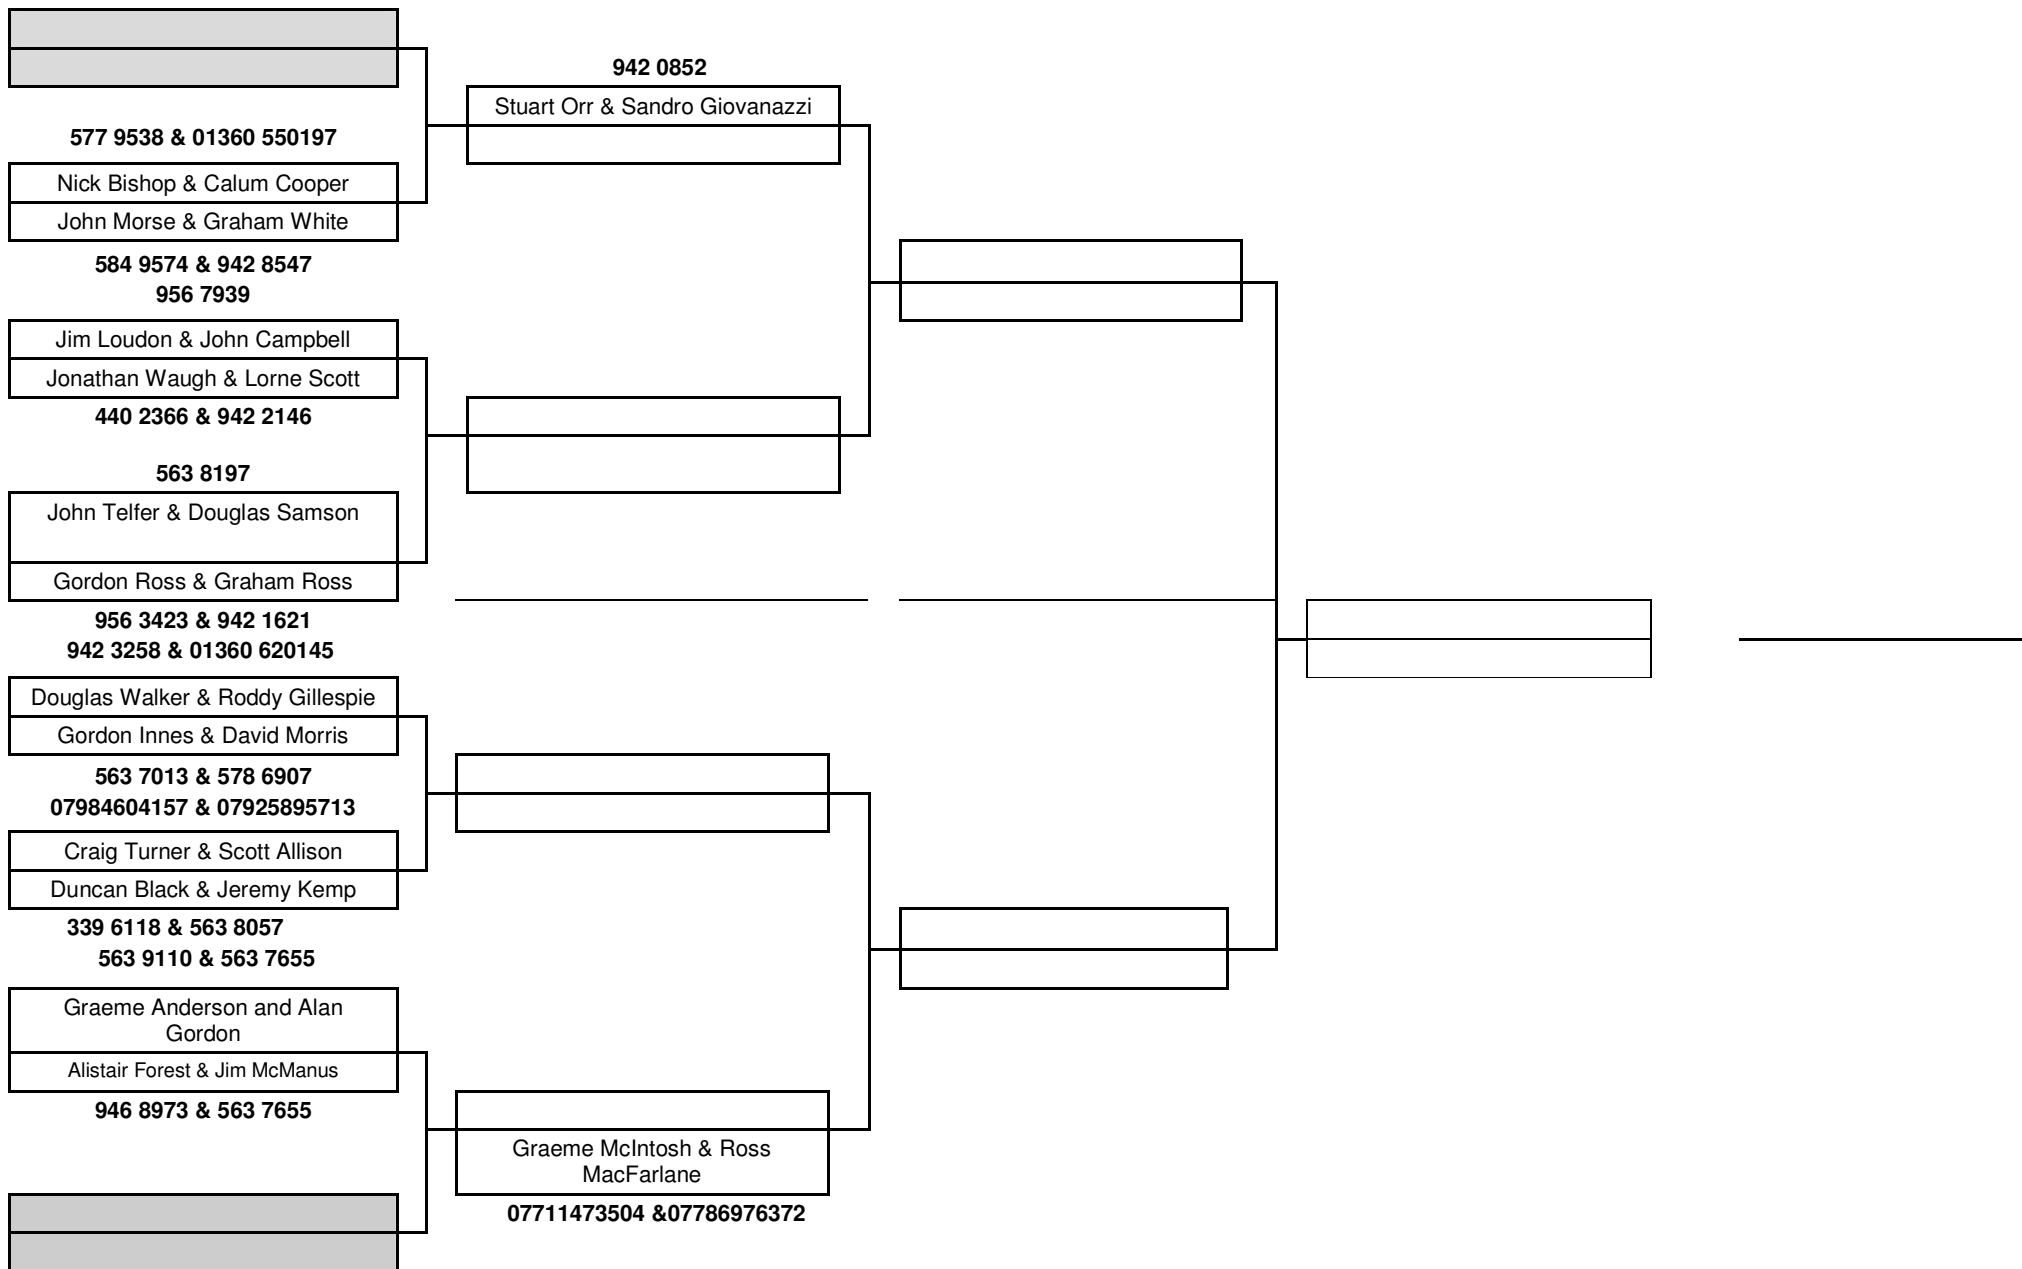 942 0852
Stuart Orr & Sandro Giovanazzi
577 9538 & 01360 550197
Nick Bishop & Calum Cooper
John Morse & Graham White
584 9574 & 942 8547
956 7939
Jim Loudon & John Campbell
Jonathan Waugh & Lorne Scott
440 2366 & 942 2146
563 8197
John Telfer & Douglas Samson
Gordon Ross & Graham Ross
956 3423 & 942 1621
942 3258 & 01360 620145
Douglas Walker & Roddy Gillespie
Gordon Innes & David Morris
563 7013 & 578 6907
07984604157 & 07925895713
Craig Turner & Scott Allison
Duncan Black & Jeremy Kemp
339 6118 & 563 8057
563 9110 & 563 7655
Graeme Anderson and Alan
Gordon
Alistair Forest & Jim McManus
946 8973 & 563 7655
Graeme McIntosh & Ross
MacFarlane
07711473504 &07786976372